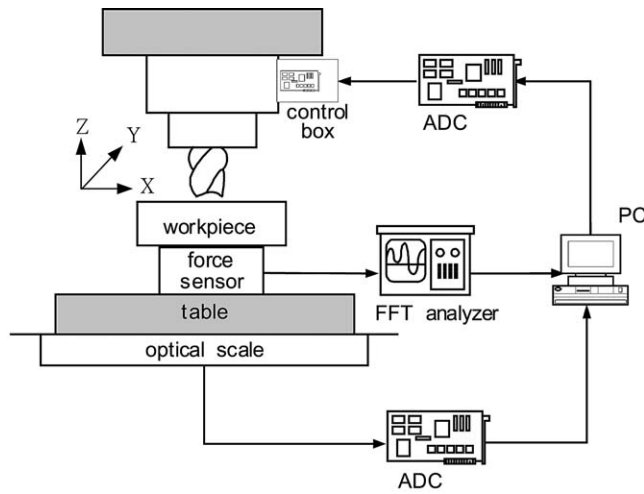 control
box
ADC
Z
Y
X
workpiece
PC
force
sensor
FFT analyzer
table
optical scale
ADC